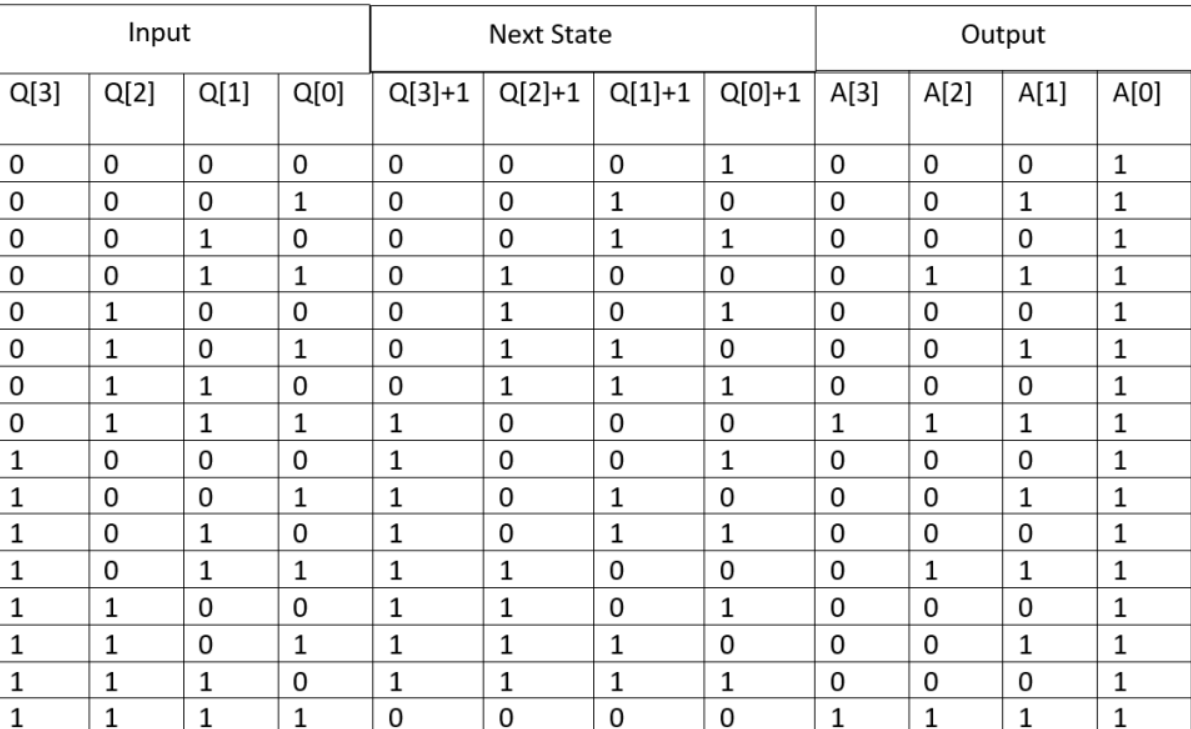 Input Next State Output
Q[3] Q[2] Q[1] Q[0] Q[3]+1 Q[2]+1 Q[1]+1 Q[0]+1 A[3] A[2] A[1] A[0]
0 0 0 0 0 0 0 1 0 0 0 1
0 0 0 1 0 0 1 0 0 0 1 1
0 0 1 0 0 0 1 1 0 0 0 1
0 0 1 1 0 1 0 0 0 1 1 1
0 1 0 0 0 1 0 1 0 0 0 1
0 1 0 1 0 1 1 0 0 0 1 1
0 1 1 0 0 1 1 1 0 0 0 1
0 1 1 1 1 0 0 0 1 1 1 1
1 0 0 0 1 0 0 1 0 0 0 1
1 0 0 1 1 0 1 0 0 0 1 1
1 0 1 0 1 0 1 1 0 0 0 1
1 0 1 1 1 1 0 0 0 1 1 1
1 1 0 0 1 1 0 1 0 0 0 1
1 1 0 1 1 1 1 0 0 0 1 1
1 1 1 0 1 1 1 1 0 0 0 1
1 1 1 1 0 0 0 0 1 1 1 1